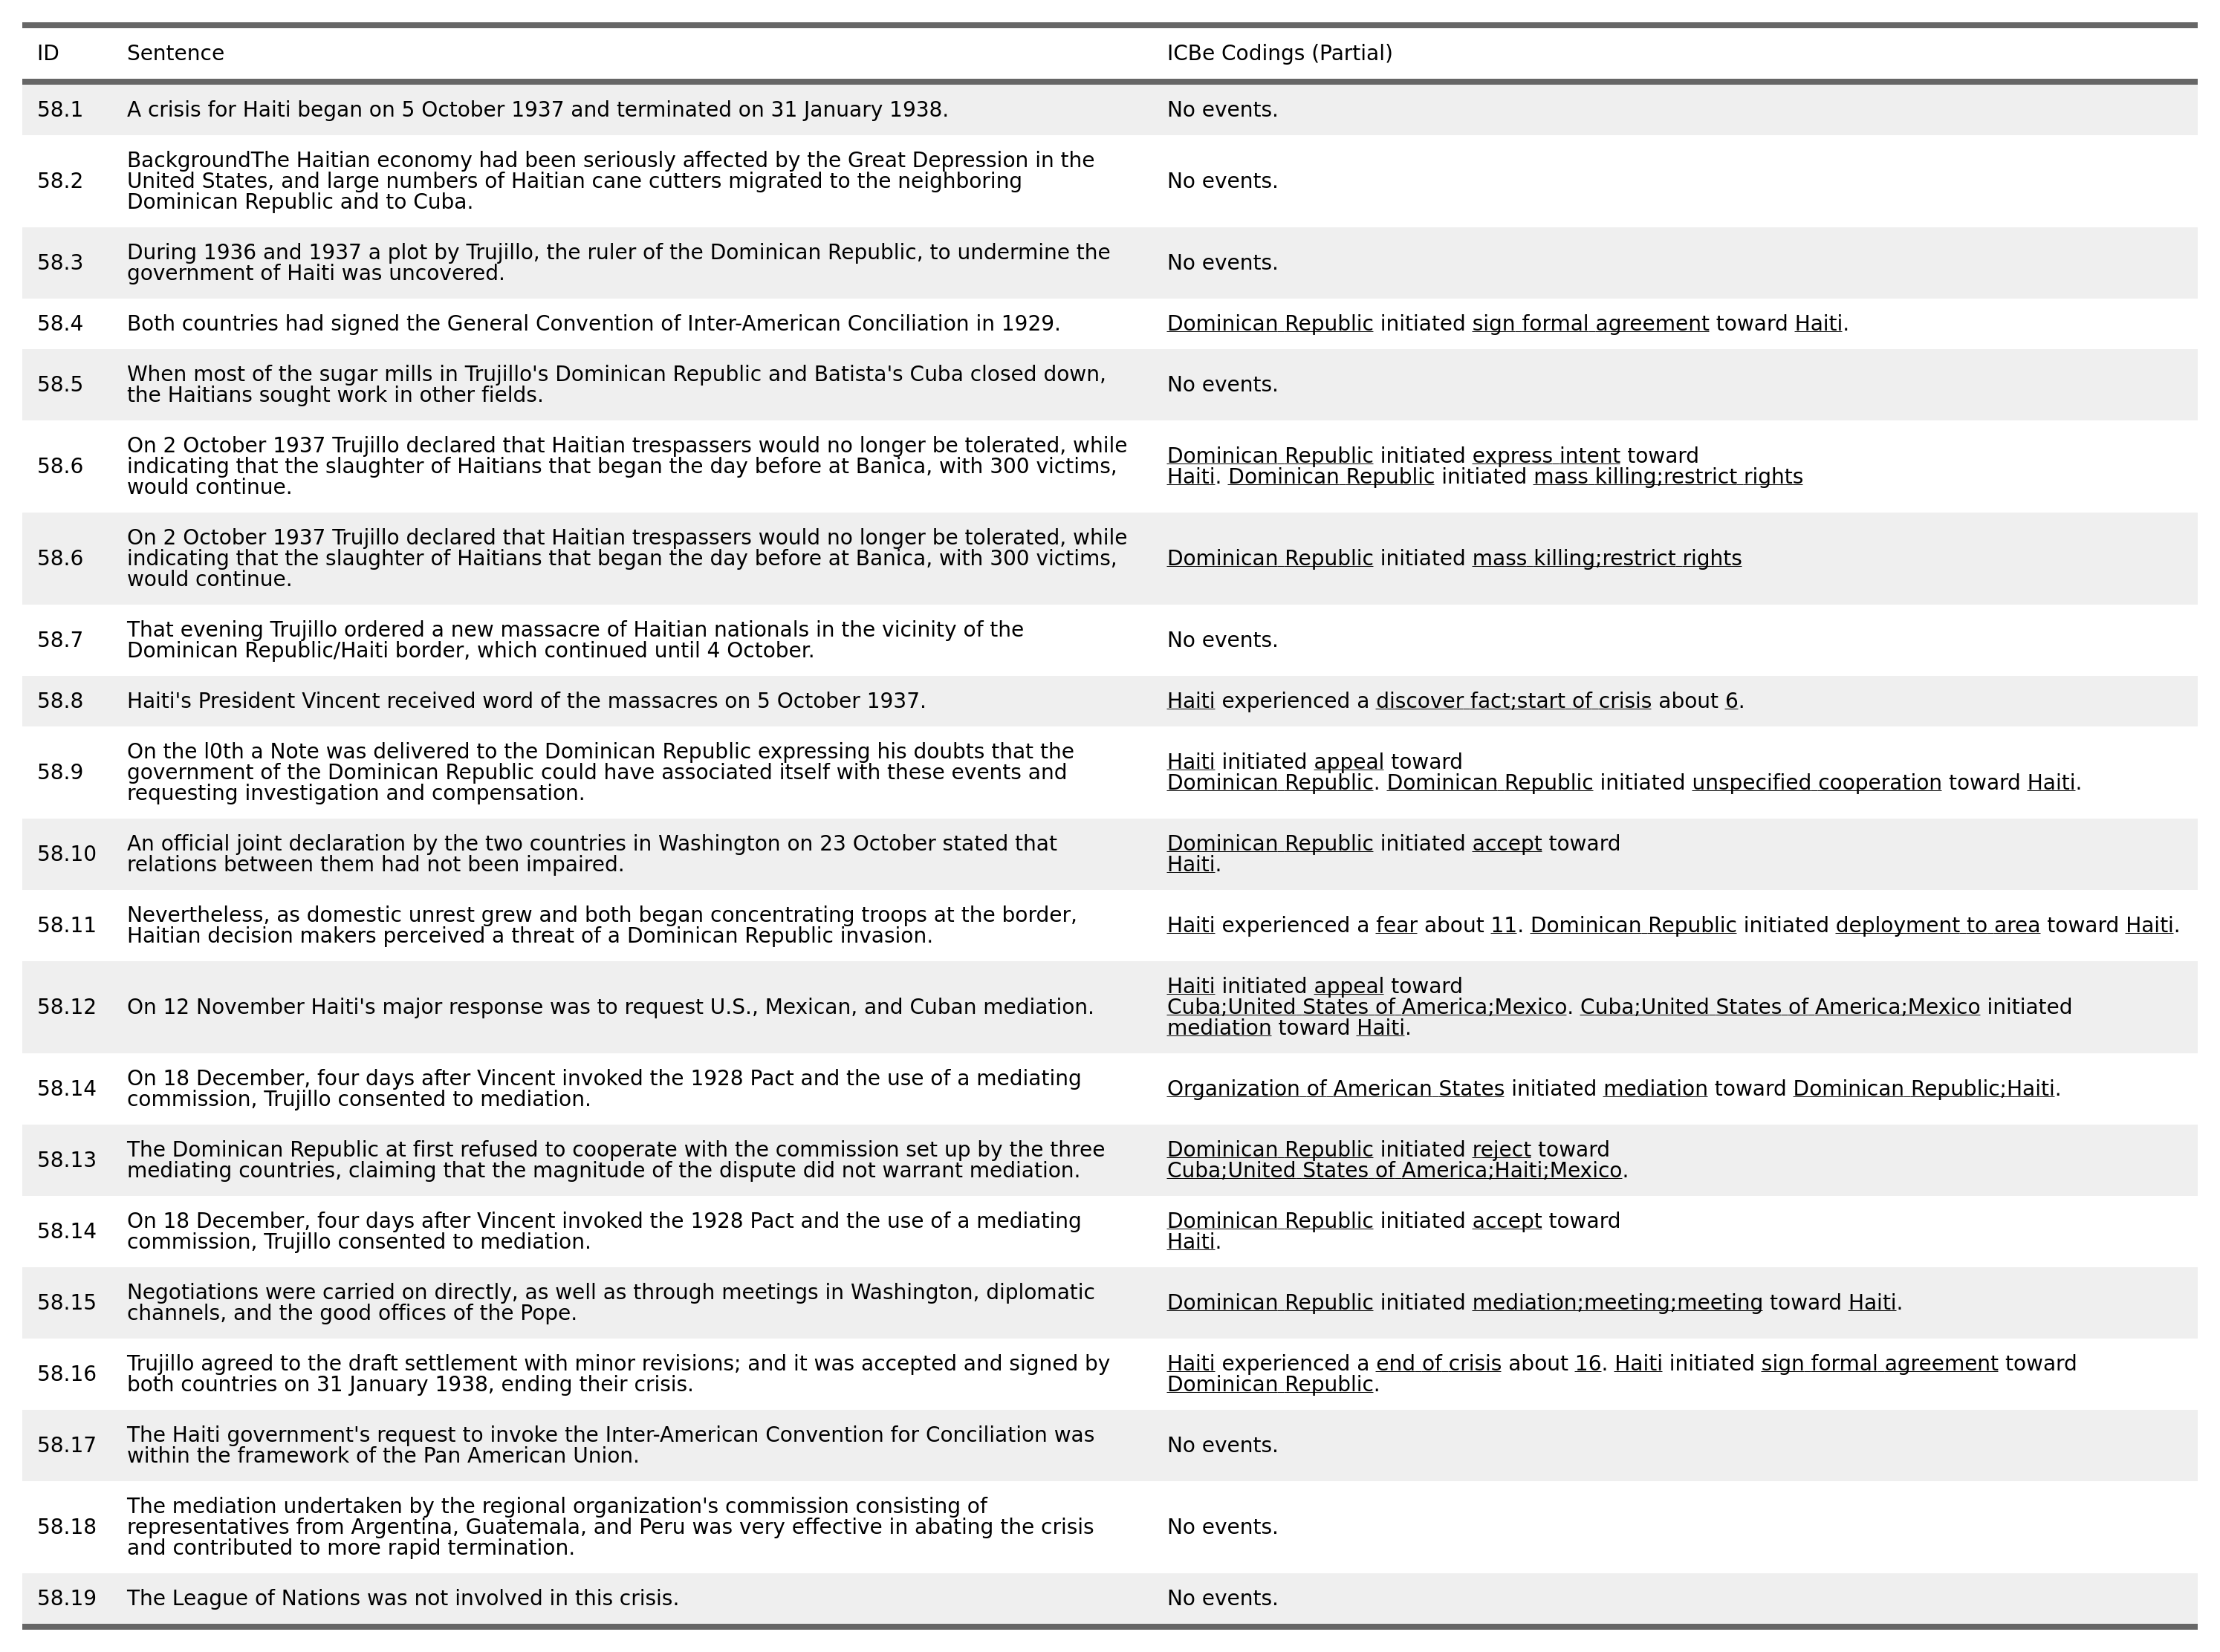 ID Sentence ICBe Codings (Partial)
58.1 A crisis for Haiti began on 5 October 1937 and terminated on 31 January 1938. No events.
BackgroundThe Haitian economy had been seriously affected by the Great Depression in the
58.2 United States, and large numbers of Haitian cane cutters migrated to the neighboring No events.
Dominican Republic and to Cuba.
58.3 During 1936 and 1937 a plot by Trujillo, the ruler of the Dominican Republic, to undermine the No events.
government of Haiti was uncovered.
58.4 Both countries had signed the General Convention of Inter-American Conciliation in 1929. Dominican Republic initiated sign formal agreement toward Haiti.
58.5 When most of the sugar mills in Trujillo's Dominican Republic and Batista's Cuba closed down, No events.
the Haitians sought work in other fields.
On 2 October 1937 Trujillo declared that Haitian trespassers would no longer be tolerated, while Dominican Republic initiated express intent toward
58.6 indicating that the slaughter of Haitians that began the day before at Banica, with 300 victims, Haiti. Dominican Republic initiated mass killing;restrict rights
would continue.
On 2 October 1937 Trujillo declared that Haitian trespassers would no longer be tolerated, while
58.6 indicating that the slaughter of Haitians that began the day before at Banica, with 300 victims, Dominican Republic initiated mass killing;restrict rights
would continue.
58.7 That evening Trujillo ordered a new massacre of Haitian nationals in the vicinity of the No events.
Dominican Republic/Haiti border, which continued until 4 October.
58.8 Haiti's President Vincent received word of the massacres on 5 October 1937. Haiti experienced a discover fact;start of crisis about 6.
On the l0th a Note was delivered to the Dominican Republic expressing his doubts that the Haiti initiated appeal toward
58.9 government of the Dominican Republic could have associated itself with these events and Dominican Republic. Dominican Republic initiated unspecified cooperation toward Haiti.
requesting investigation and compensation.
58.10 An official joint declaration by the two countries in Washington on 23 October stated that Dominican Republic initiated accept toward
relations between them had not been impaired. Haiti.
58.11 Nevertheless, as domestic unrest grew and both began concentrating troops at the border, Haiti experienced a fear about 11. Dominican Republic initiated deployment to area toward Haiti.
Haitian decision makers perceived a threat of a Dominican Republic invasion.
Haiti initiated appeal toward
58.12 On 12 November Haiti's major response was to request U.S., Mexican, and Cuban mediation. Cuba;United States of America;Mexico. Cuba;United States of America;Mexico initiated
mediation toward Haiti.
58.14 On 18 December, four days after Vincent invoked the 1928 Pact and the use of a mediating Organization of American States initiated mediation toward Dominican Republic;Haiti.
commission, Trujillo consented to mediation.
58.13 The Dominican Republic at first refused to cooperate with the commission set up by the three Dominican Republic initiated reject toward
mediating countries, claiming that the magnitude of the dispute did not warrant mediation. Cuba;United States of America;Haiti;Mexico.
58.14 On 18 December, four days after Vincent invoked the 1928 Pact and the use of a mediating Dominican Republic initiated accept toward
commission, Trujillo consented to mediation. Haiti.
58.15 Negotiations were carried on directly, as well as through meetings in Washington, diplomatic Dominican Republic initiated mediation;meeting;meeting toward Haiti.
channels, and the good offices of the Pope.
58.16 Trujillo agreed to the draft settlement with minor revisions; and it was accepted and signed by Haiti experienced a end of crisis about 16. Haiti initiated sign formal agreement toward
both countries on 31 January 1938, ending their crisis. Dominican Republic.
58.17 The Haiti government's request to invoke the Inter-American Convention for Conciliation was No events.
within the framework of the Pan American Union.
The mediation undertaken by the regional organization's commission consisting of
58.18 representatives from Argentina, Guatemala, and Peru was very effective in abating the crisis No events.
and contributed to more rapid termination.
58.19 The League of Nations was not involved in this crisis. No events.